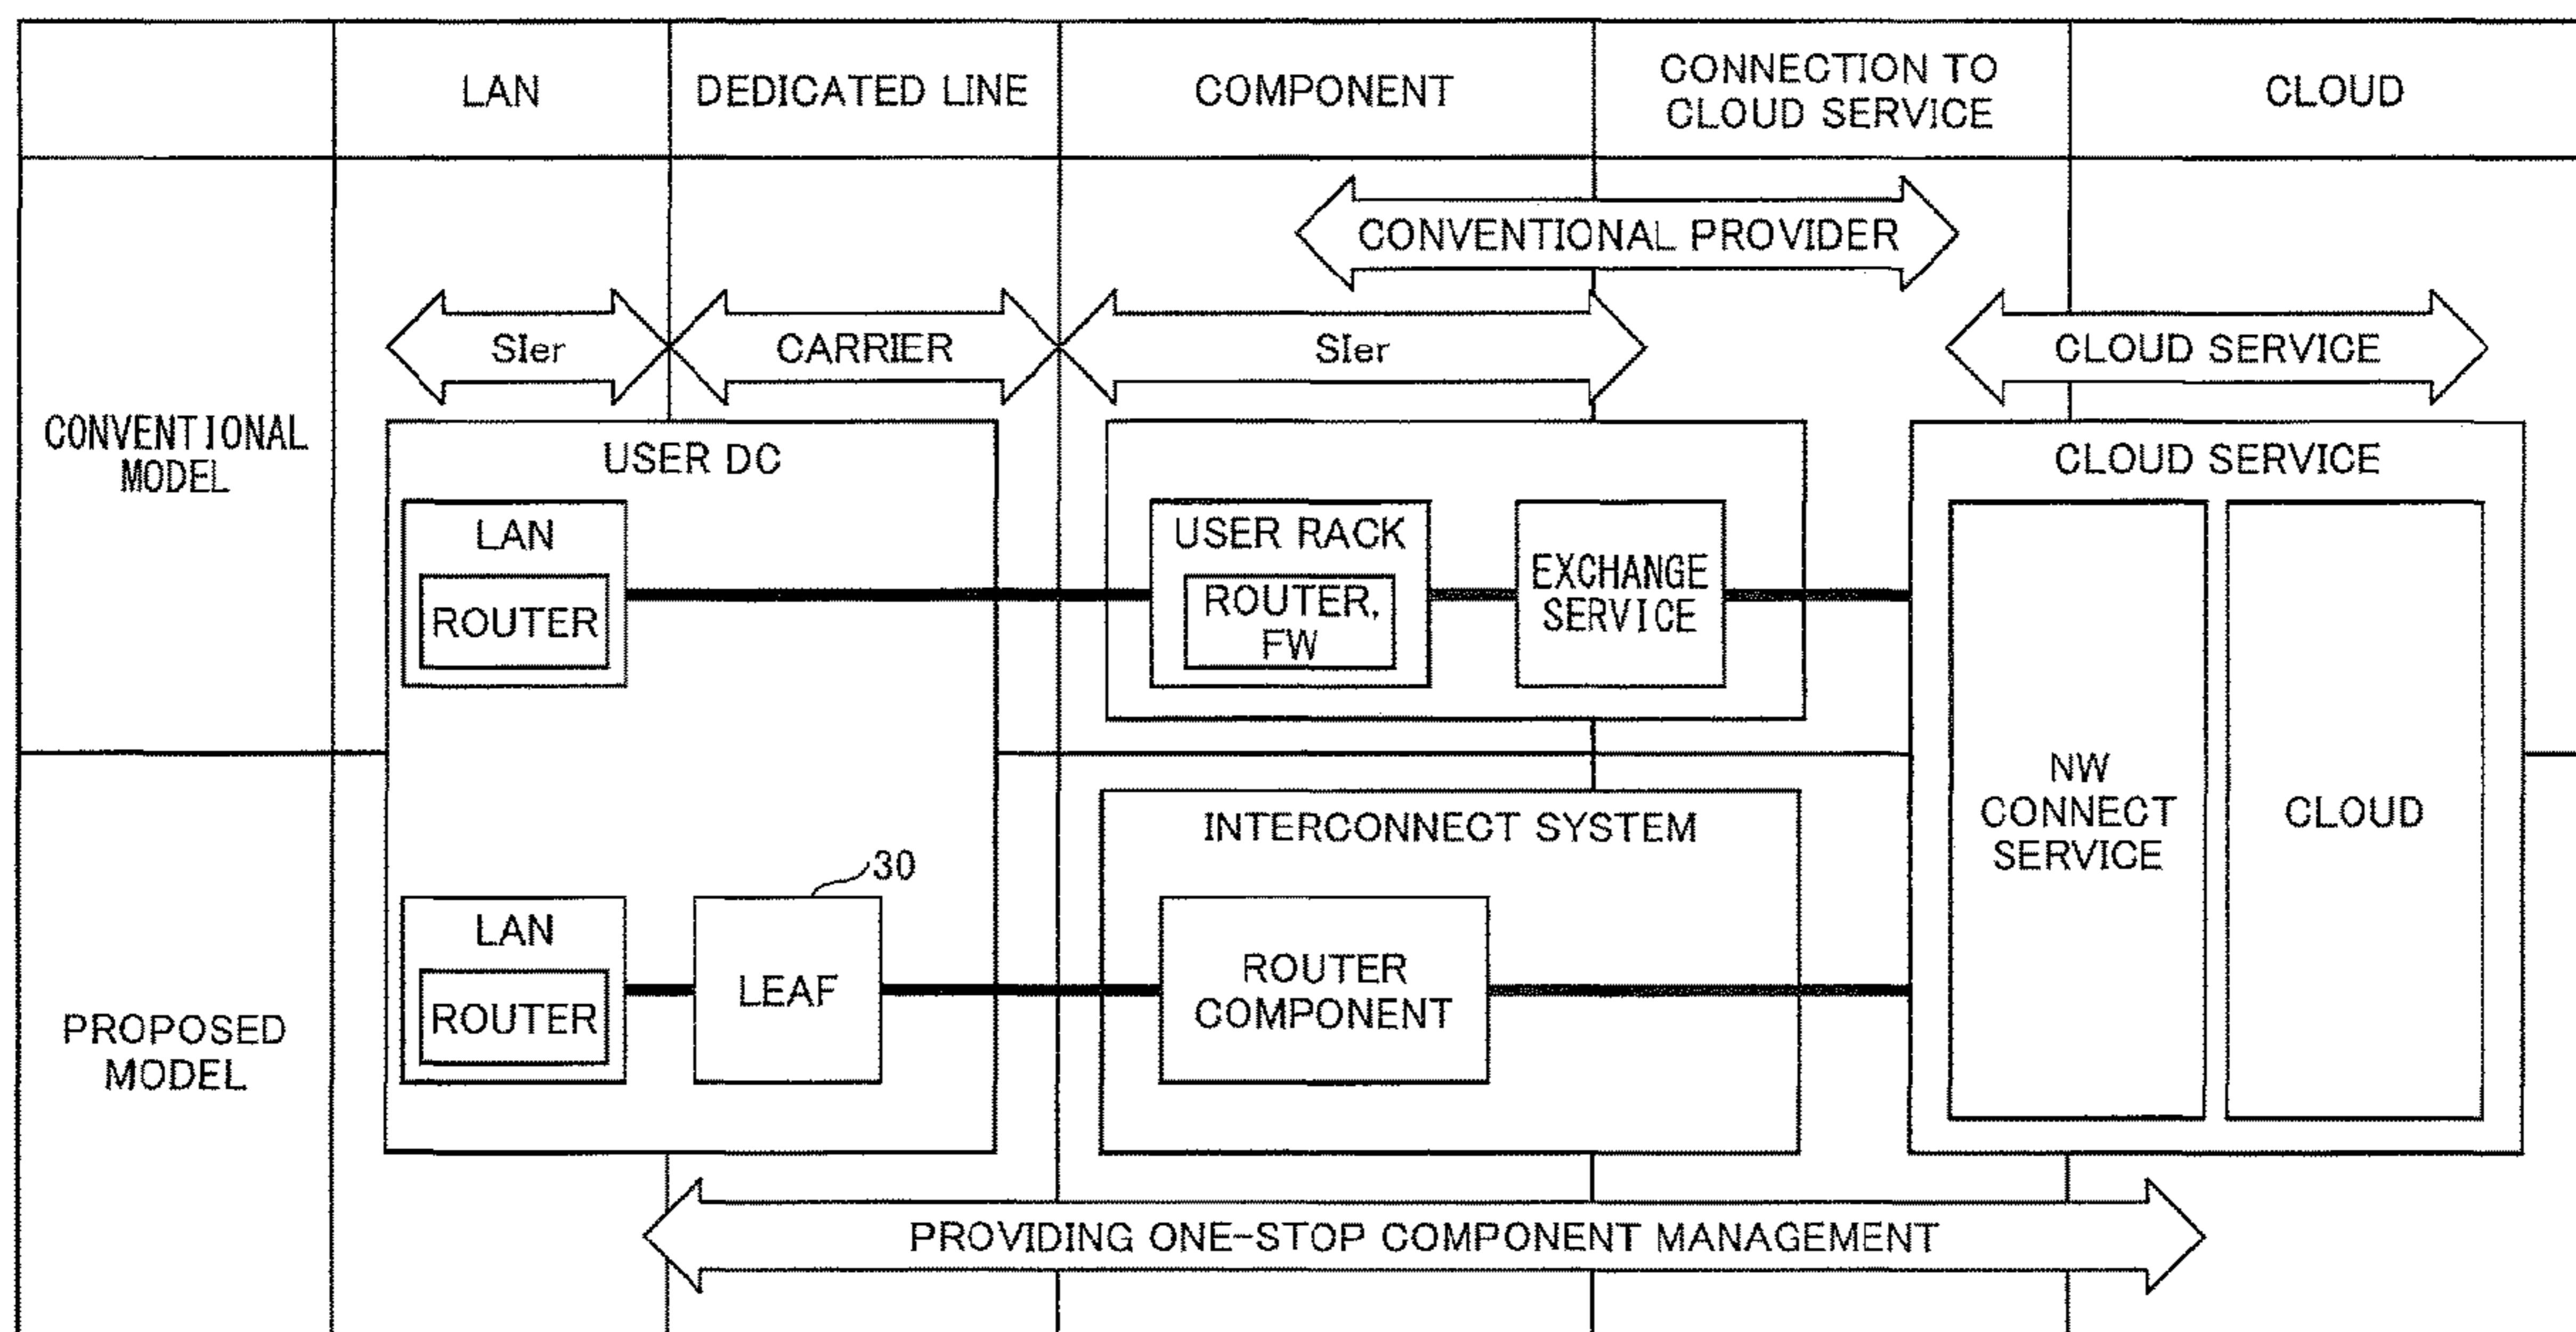 LAN
DEDICATED LINE
COMPONENT
CONNECTION TO
CLOUD SERVICE
CLOUD
CONVENTIONAL
MODEL
CONVENTIONAL PROVIDER
SIer
CARRIER
SIer
CLOUD SERVICE
USER DC
LAN
ROUTER
USER RACK
ROUTER,
FW
EXCHANGE
SERVICE
CLOUD SERVICE
NW
CONNECT
SERVICE
CLOUD
PROPOSED
MODEL
LAN
ROUTER
30
LEAF
INTERCONNECT SYSTEM
ROUTER
COMPONENT
PROVIDING ONE-STOP COMPONENT MANAGEMENT